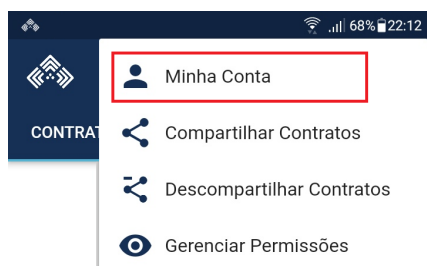 68% 22:12
Minha Conta
CONTRAT
Compartilhar Contratos
Descompartilhar Contratos
Gerenciar Permissões